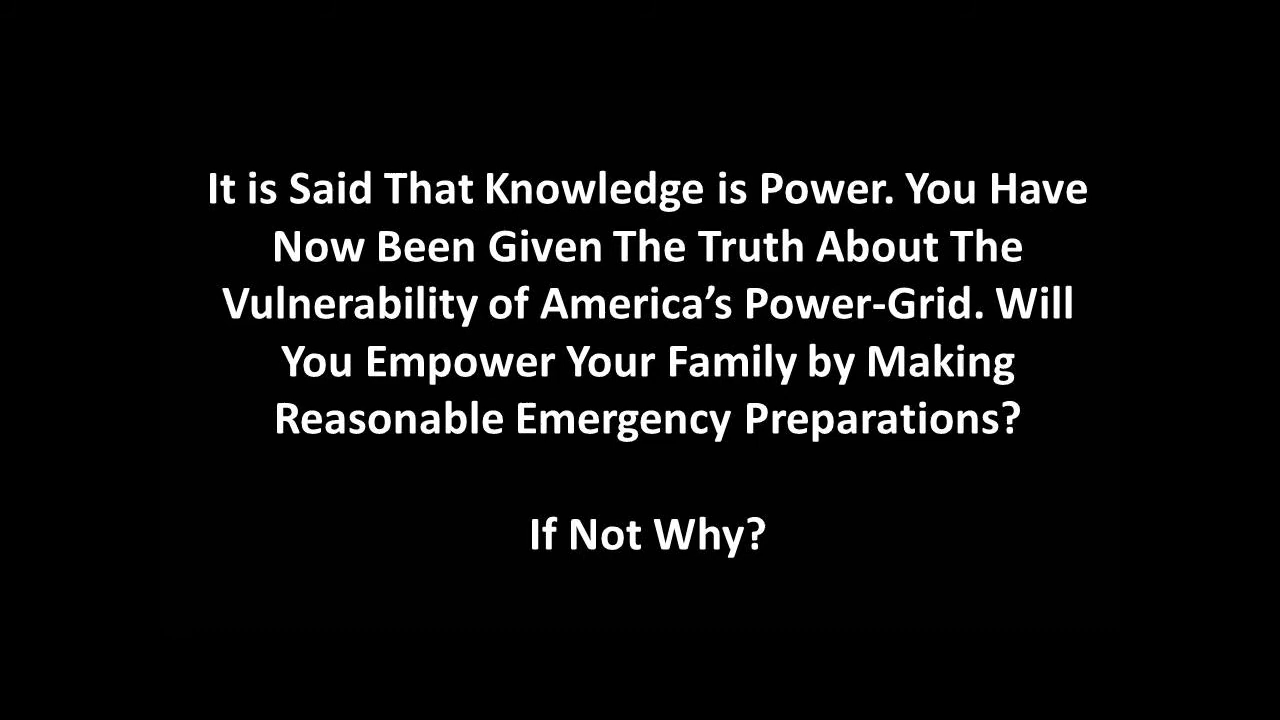 It is Said That Knowledge is Power. You Have
Now Been Given The Truth About The
Vulnerability of America’s Power-Grid. Will
You Empower Your Family by Making
Reasonable Emergency Preparations?
If Not Why?